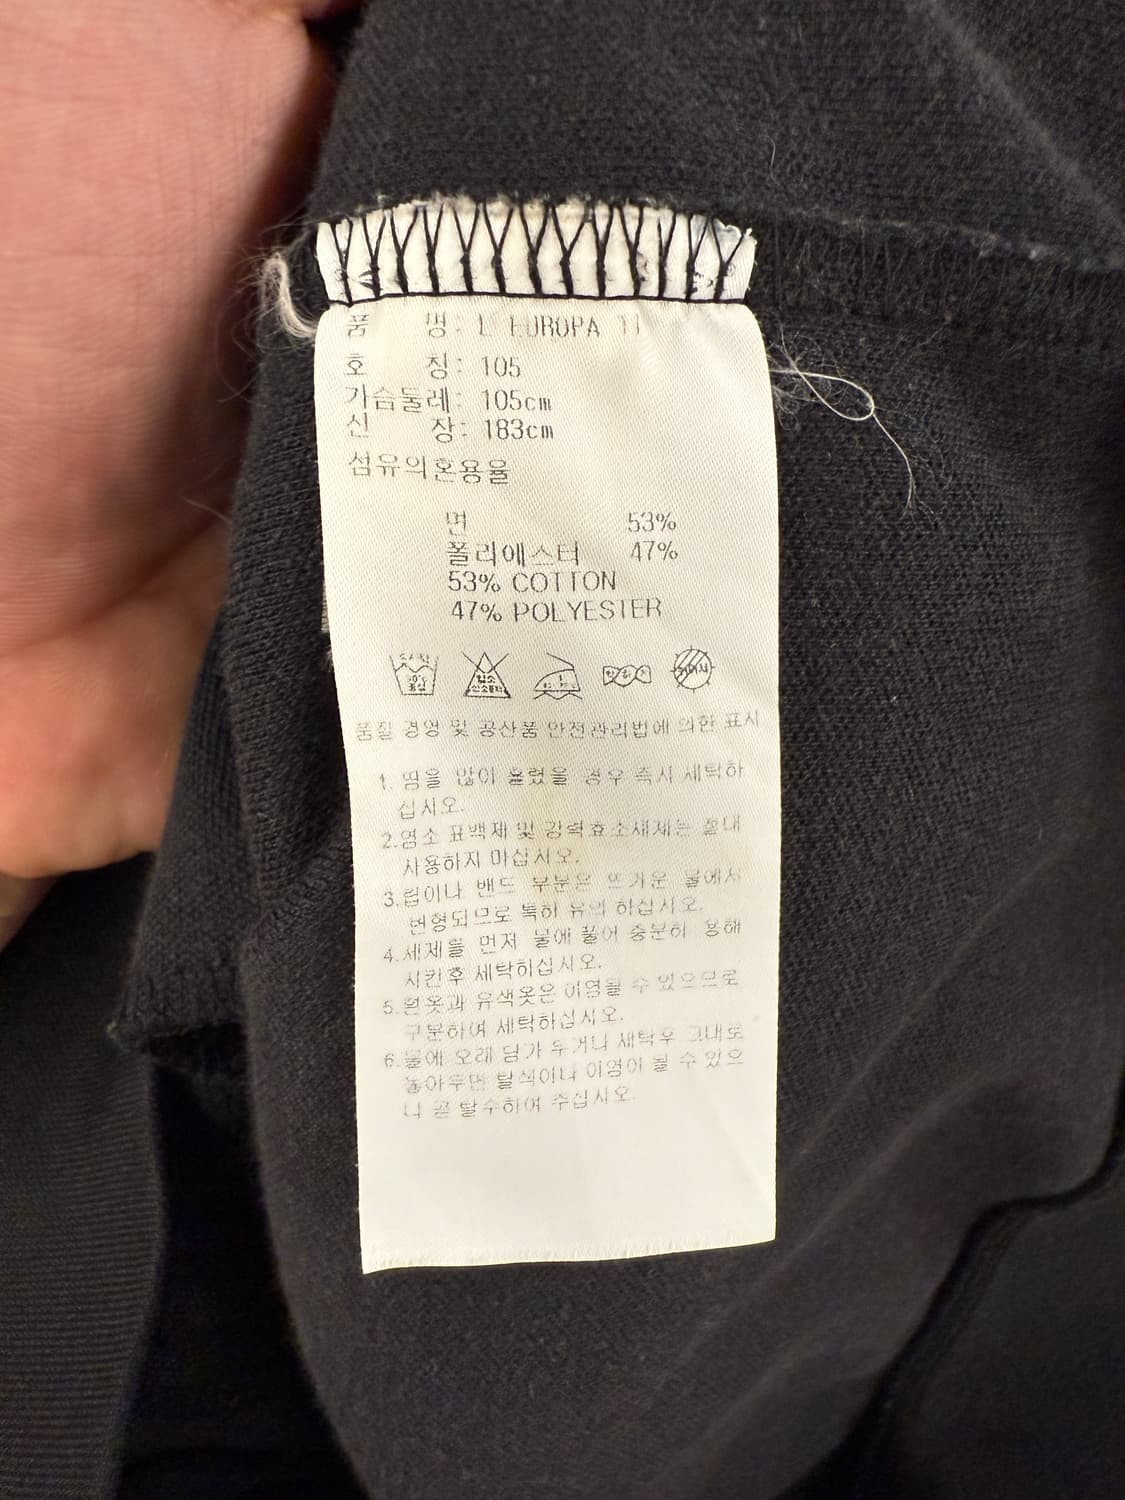 품 명: L EUROPA TI
호 칭: 105
가슴둘레: 105cm
신 장: 183cm
섬유의혼용율
면 53%
폴리에스터 47%
53% COTTON
47% POLYESTER
품질 경영 및 공산품 안전관리법에 의한 표시
1. 땀을 많이 흘렸을 경우 즉시 세탁하
십시오.
2.염소 표백제 및 강력효소세제는 절대
사용하지 마십시오.
3.립이나 밴드 부분은 뜨거운 물에서
변형되므로 특히 유의 하십시오.
4.세제를 먼저 물에 풀어 충분히 용해
시킨후 세탁하십시오.
5.흰옷과 유색옷은 이염될 수 있으므로
구분하여 세탁하십시오.
6.물에 오래 담가 두거나 세탁후 그대로
놓아두면 탈색이나 이염이 될 수 있으
니 곧 탈수하여 주십시오.